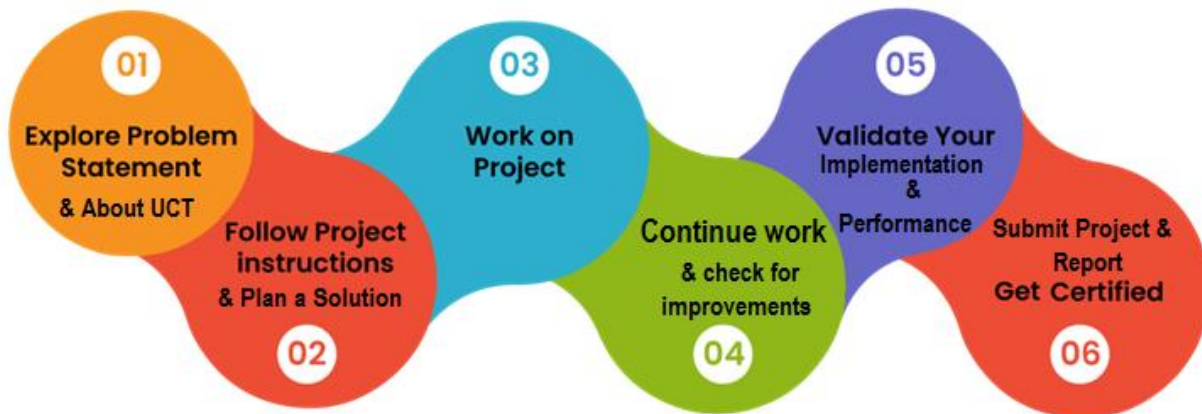 01
Explore Problem
Statement
& About UCT
Follow Project
instructions
& Plan a Solution
02
03
Work on
Project
Continue work
& check for
improvements
04
05
Validate Your
Implementation
&
Performance
Submit Project &
Report
Get Certified
06